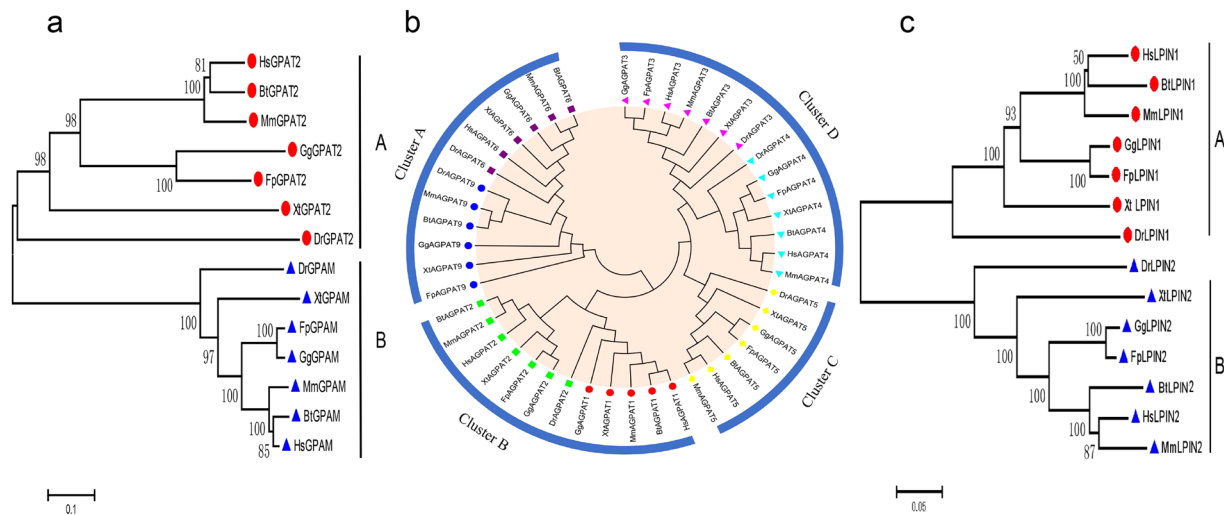 a
b
c
HsGPAT2
BtGPAT2
MmGPAT2
GgGPAT2
FpGPAT2
XtGPAT2
DrGPAT2
DrGPAM
XtGPAM
FpGPAM
GgGPAM
MmGPAM
BtGPAM
HsGPAM
81
100
98
98
100
100
97
100
100
100
85
A
B
0.1
Cluster A
Cluster D
Cluster C
Cluster B
GgAGPAT3
FpAGPAT3
HsAGPAT3
MmAGPAT3
BtAGPAT3
XtAGPAT3
DrAGPAT3
DrAGPAT4
GgAGPAT4
FpAGPAT4
XtAGPAT4
BtAGPAT4
HsAGPAT4
MmAGPAT4
DrAGPAT5
XtAGPAT5
GgAGPAT5
FpAGPAT5
BtAGPAT5
HsAGPAT5
MmAGPAT5
HsAGPAT1
BtAGPAT1
MmAGPAT1
XtAGPAT1
GgAGPAT1
DrAGPAT2
GgAGPAT2
FpAGPAT2
XtAGPAT2
HsAGPAT2
MmAGPAT2
BtAGPAT2
FpAGPAT9
XtAGPAT9
GgAGPAT9
BtAGPAT9
MmAGPAT9
DrAGPAT9
DrAGPAT6
HsAGPAT6
XtAGPAT6
GgAGPAT6
MmAGPAT6
BtAGPAT6
HsLPIN1
BtLPIN1
MmLPIN1
GgLPIN1
FpLPIN1
Xt LPIN1
DrLPIN1
DrLPIN2
XtLPIN2
GgLPIN2
FpLPIN2
BtLPIN2
HsLPIN2
MmLPIN2
50
100
93
100
100
100
100
100
100
87
A
B
0.05